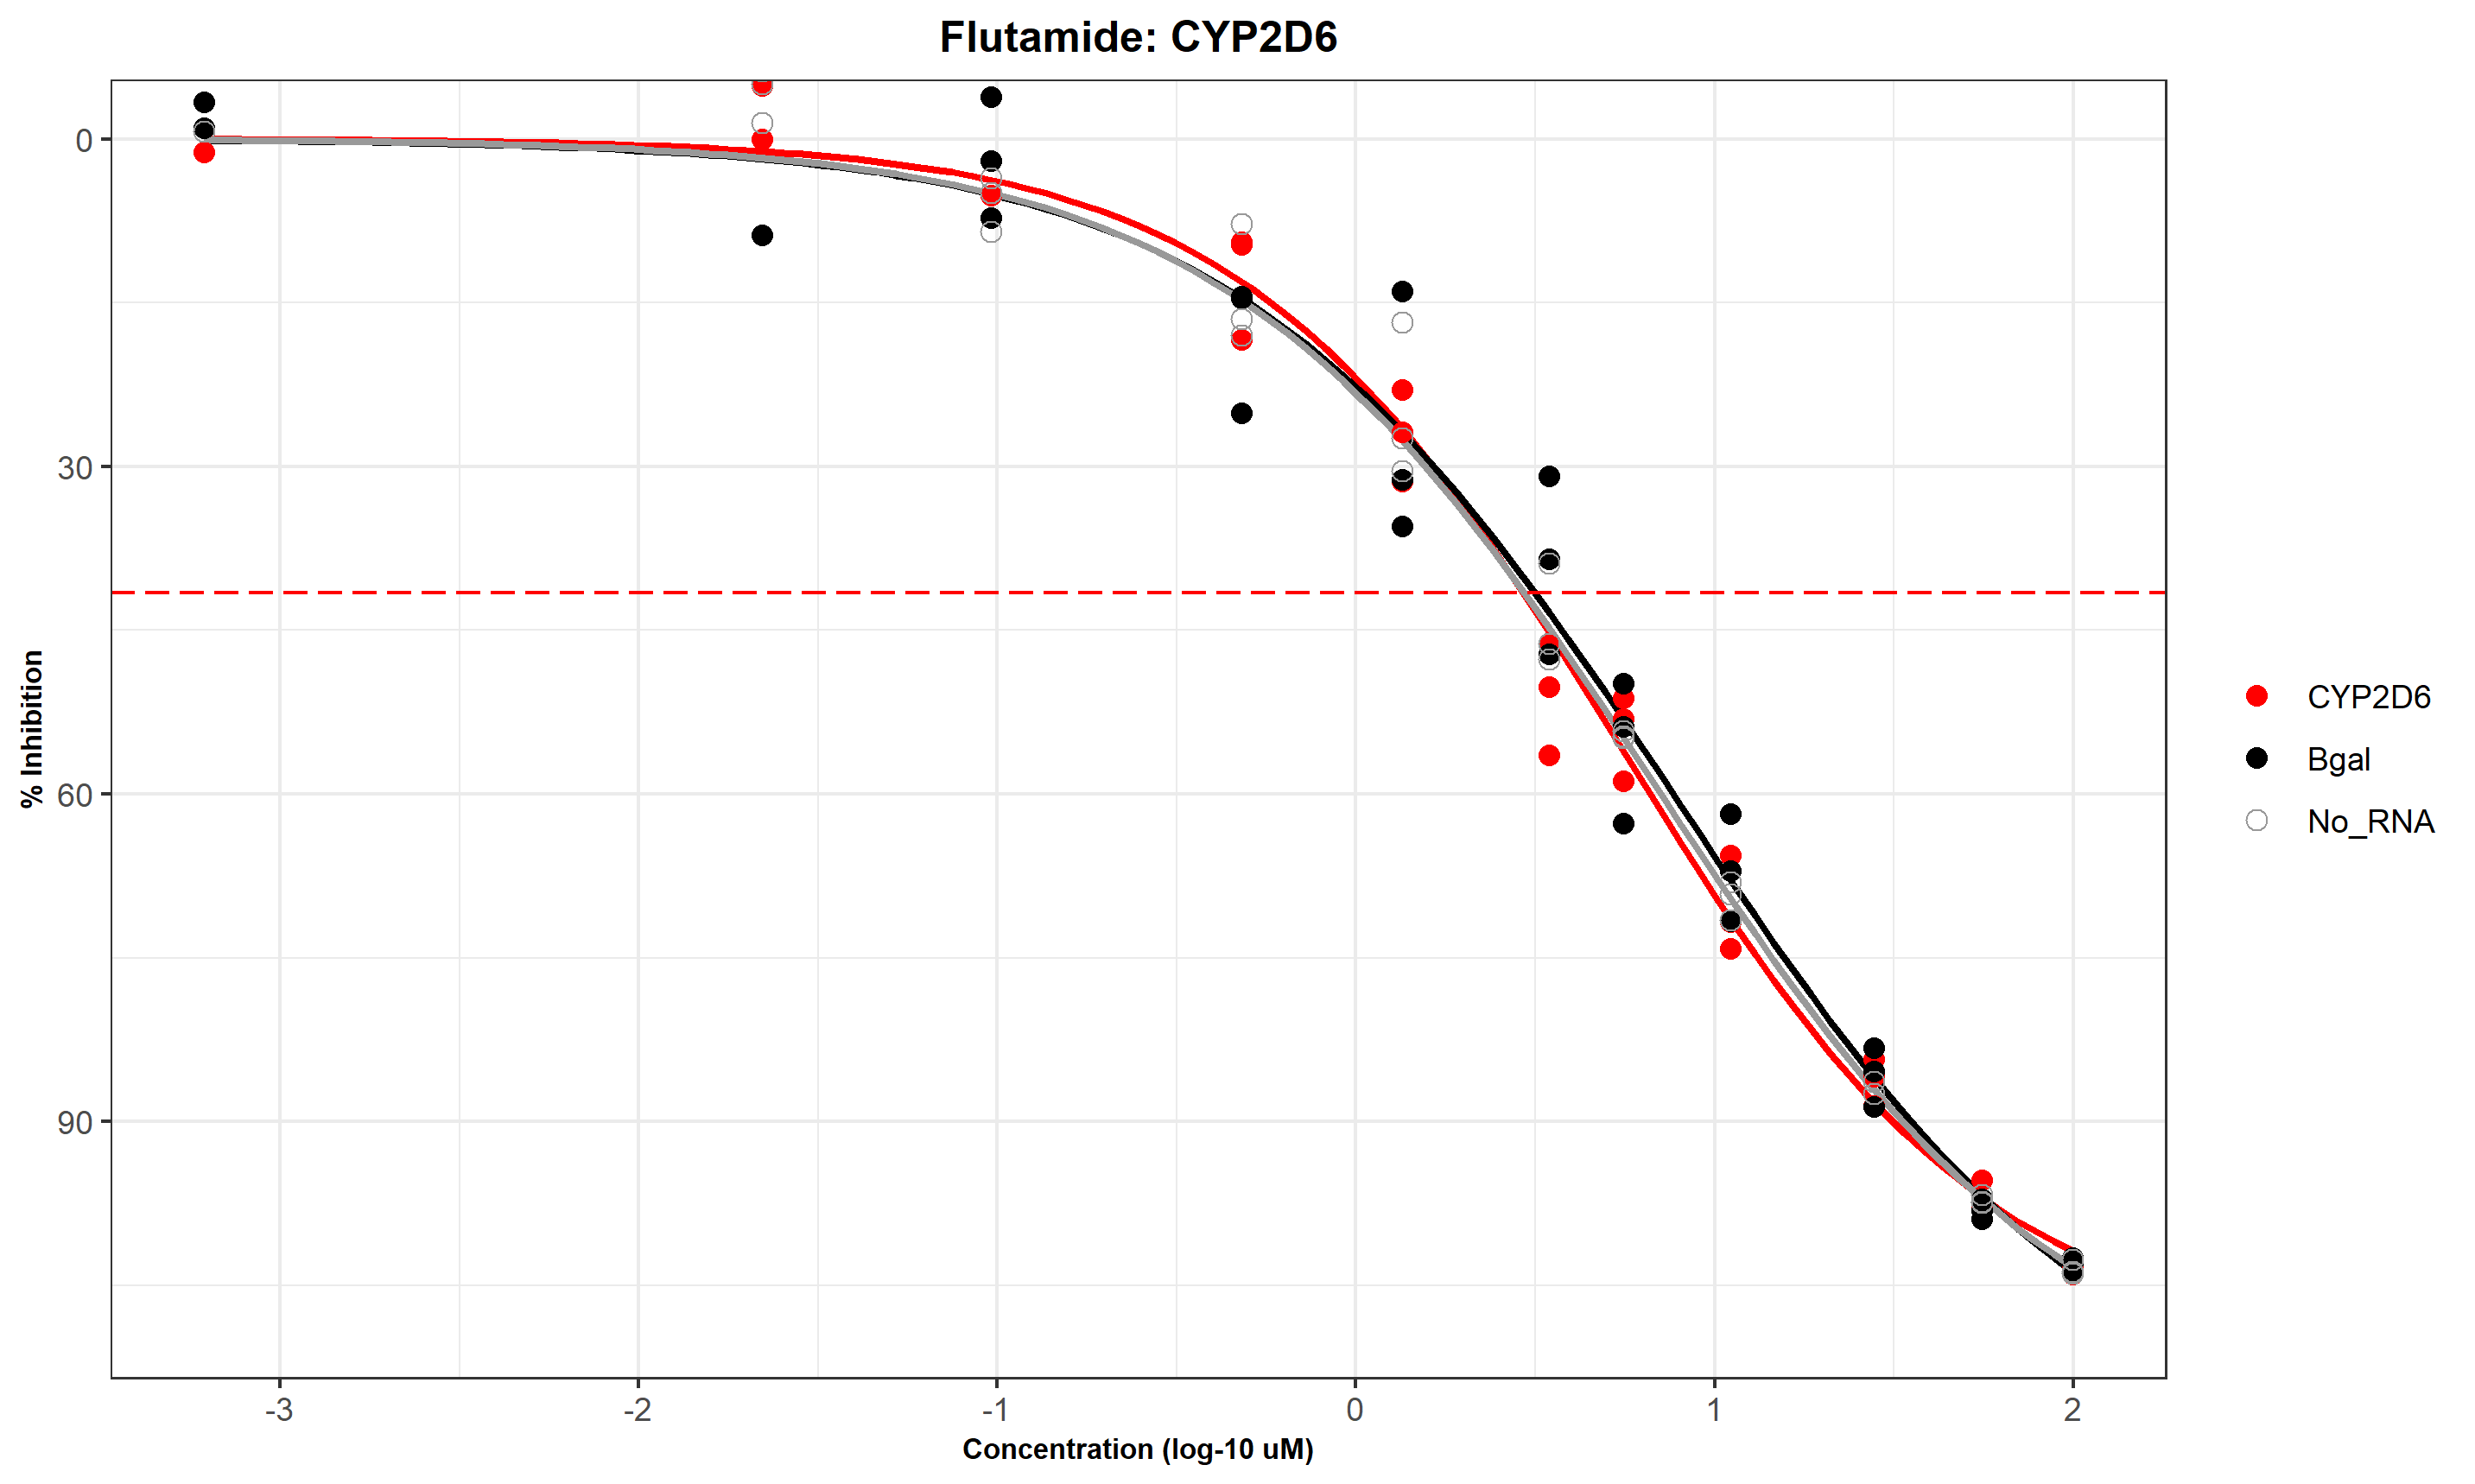 Flutamide: CYP2D6
% Inhibition
0
30
60
90
-3
-2
-1
0
1
2
Concentration (log-10 uM)
CYP2D6
Bgal
No_RNA